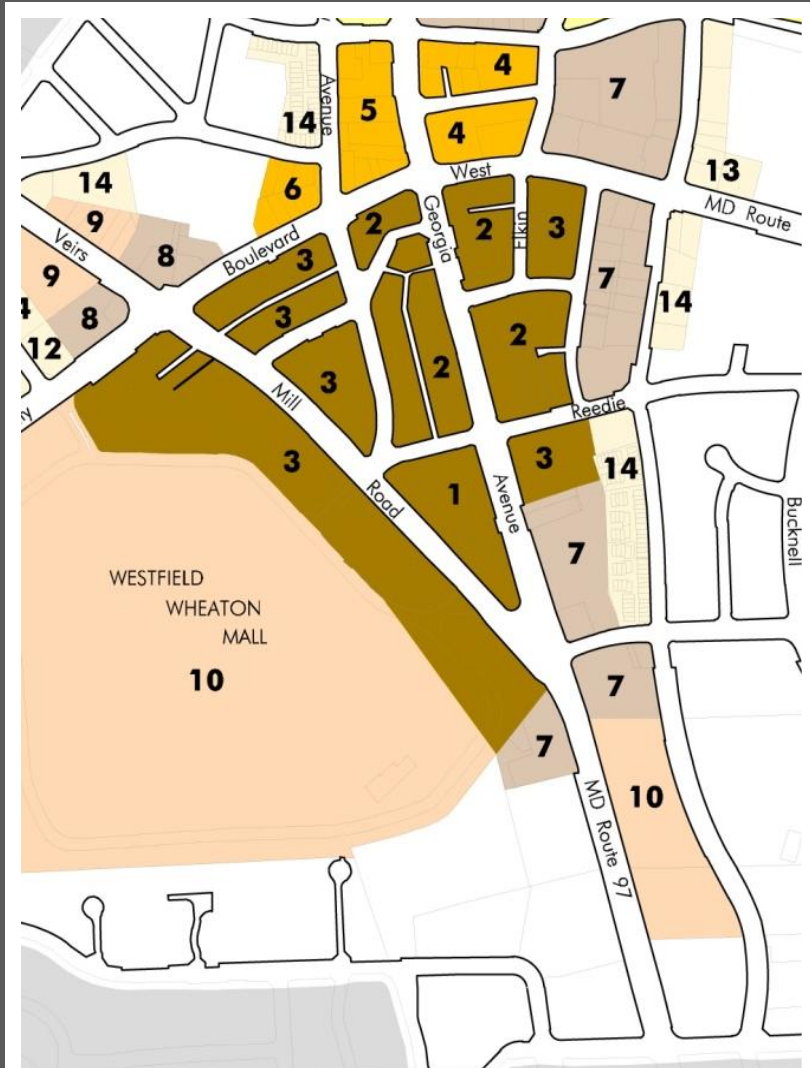 4
7
Avenue
5
14
4
13
West
14
6
MD Route
2
Georgia
2
Elkin
3
9
Veirs
8
Boulevard
3
7
14
9
8
3
12
2
2
3
Mill
Reedie
3
3
14
1
Road
Avenue
Bucknell
7
WESTFIELD
WHEATON
MALL
10
7
7
10
MD Route 97